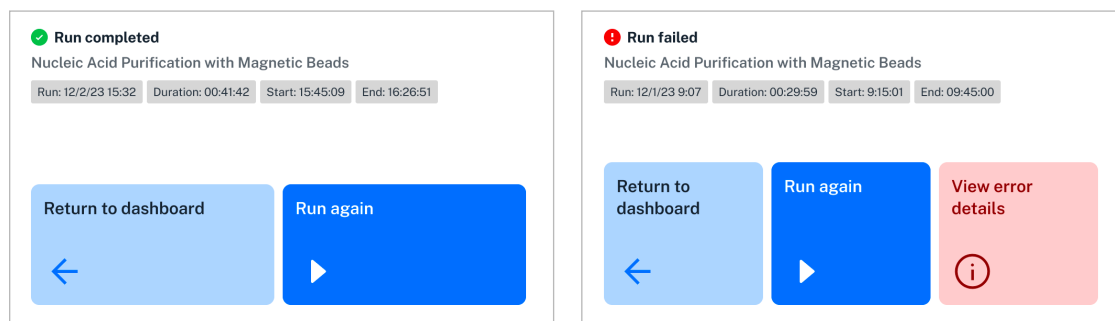 Run completed
Nucleic Acid Purification with Magnetic Beads
Run: 12/2/23 15:32 Duration: 00:41:42 Start: 15:45:09 End: 16:26:51
Return to dashboard
Run again
Run failed
Nucleic Acid Purification with Magnetic Beads
Run: 12/1/23 9:07 Duration: 00:29:59 Start: 9:15:01 End: 09:45:00
Return to
dashboard
Run again
View error
details